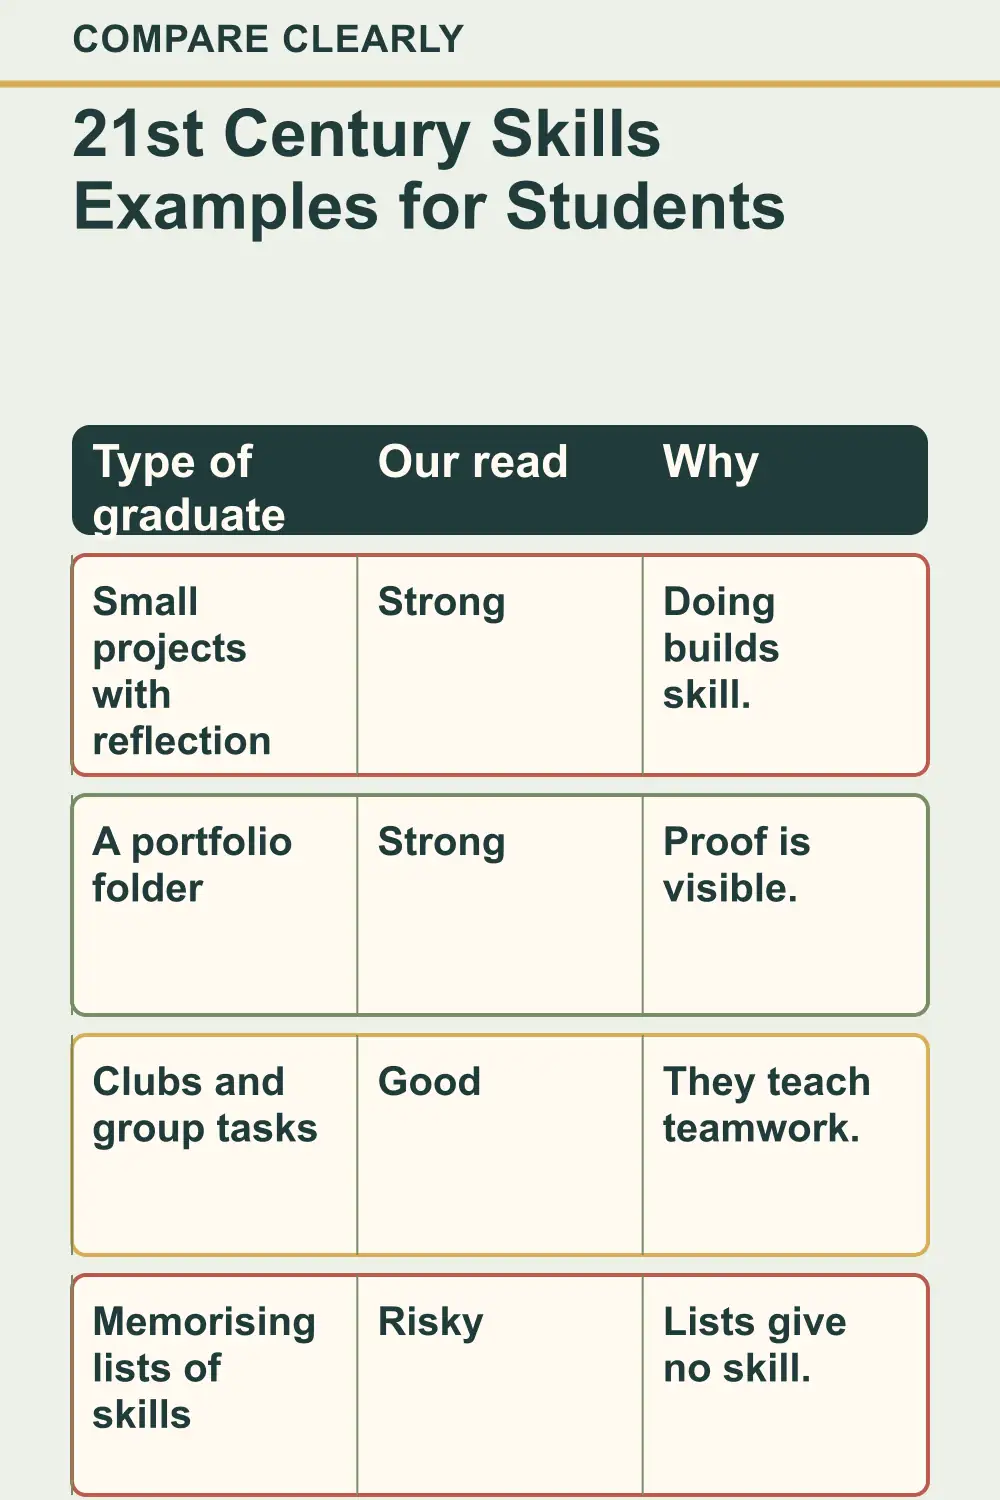 COMPARE CLEARLY
21st Century Skills
Examples for Students
Type of
graduate
Our read
Why
Small
projects
with
reflection
Strong
Doing
builds
skill.
A portfolio
folder
Strong
Proof is
visible.
Clubs and
group tasks
Good
They teach
teamwork.
Memorising
lists of
skills
Risky
Lists give
no skill.